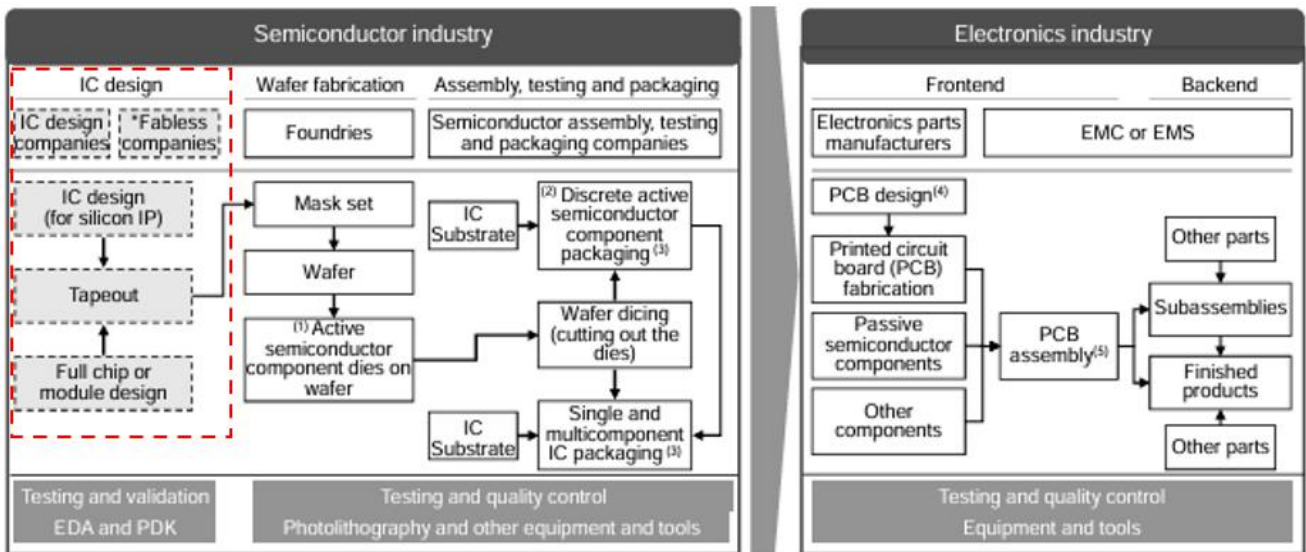 Semiconductor industry
IC design
Wafer fabrication
Assembly, testing and packaging
IC design
companies
*Fabless
companies
Foundries
Semiconductor assembly, testing
and packaging companies
IC design
(for silicon IP)
Tapeout
Full chip or
module design
Mask set
Wafer
(1) Active
semiconductor
component dies on
wafer
IC
Substrate
(2) Discrete active
semiconductor
component
packaging (3)
Wafer dicing
(cutting out the
dies)
IC
Substrate
Single and
multicomponent
IC packaging (3)
Testing and validation
EDA and PDK
Testing and quality control
Photolithography and other equipment and tools
Electronics industry
Frontend
Backend
Electronics parts
manufacturers
EMC or EMS
PCB design(4)
Printed circuit
board (PCB)
fabrication
Passive
semiconductor
components
Other
components
PCB
assembly(5)
Other parts
Subassemblies
Finished
products
Other parts
Testing and quality control
Equipment and tools